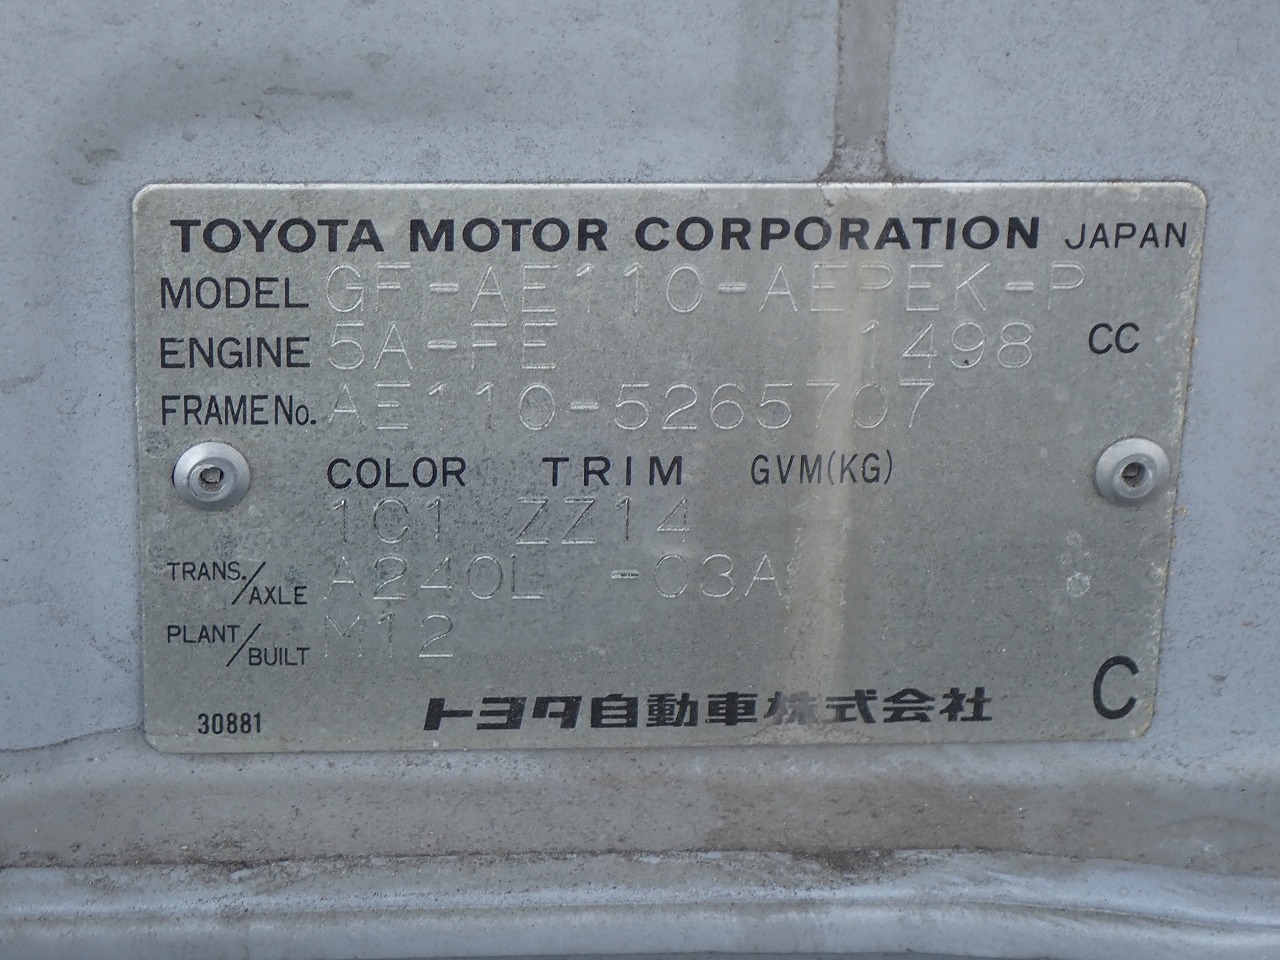 TOYOTA MOTOR CORPORATION JAPAN
MODEL GF-AE110-AEPEK-P
ENGINE 5A-FE 1498 CC
FRAME No. AE110-5265707
COLOR TRIM GVM(KG)
1C1 ZZ14
TRANS./AXLE A240L -03A
PLANT/BUILT M12
トヨタ自動車株式会社 C
30881